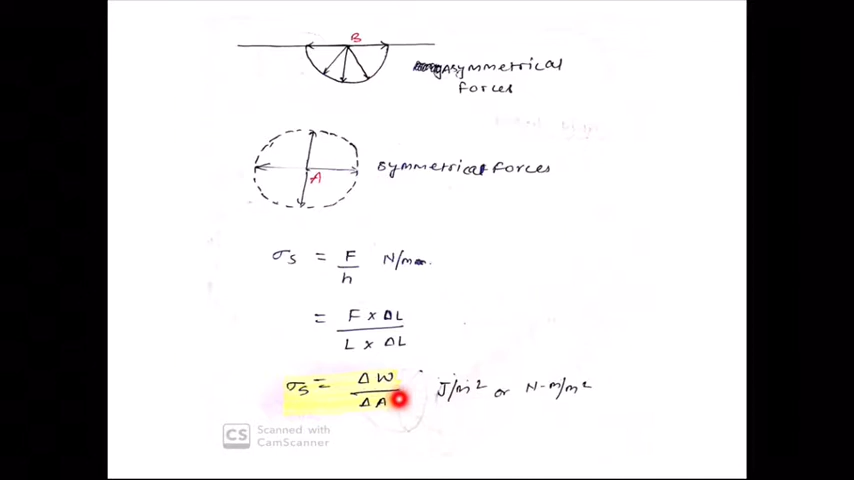 B
Asymmetrical
forces
A
symmetrical forces
σs = F/h N/m
= F × ΔL / L × ΔL
σs = ΔW / ΔA J/m² or N-m/m²
CS Scanned with
CamScanner